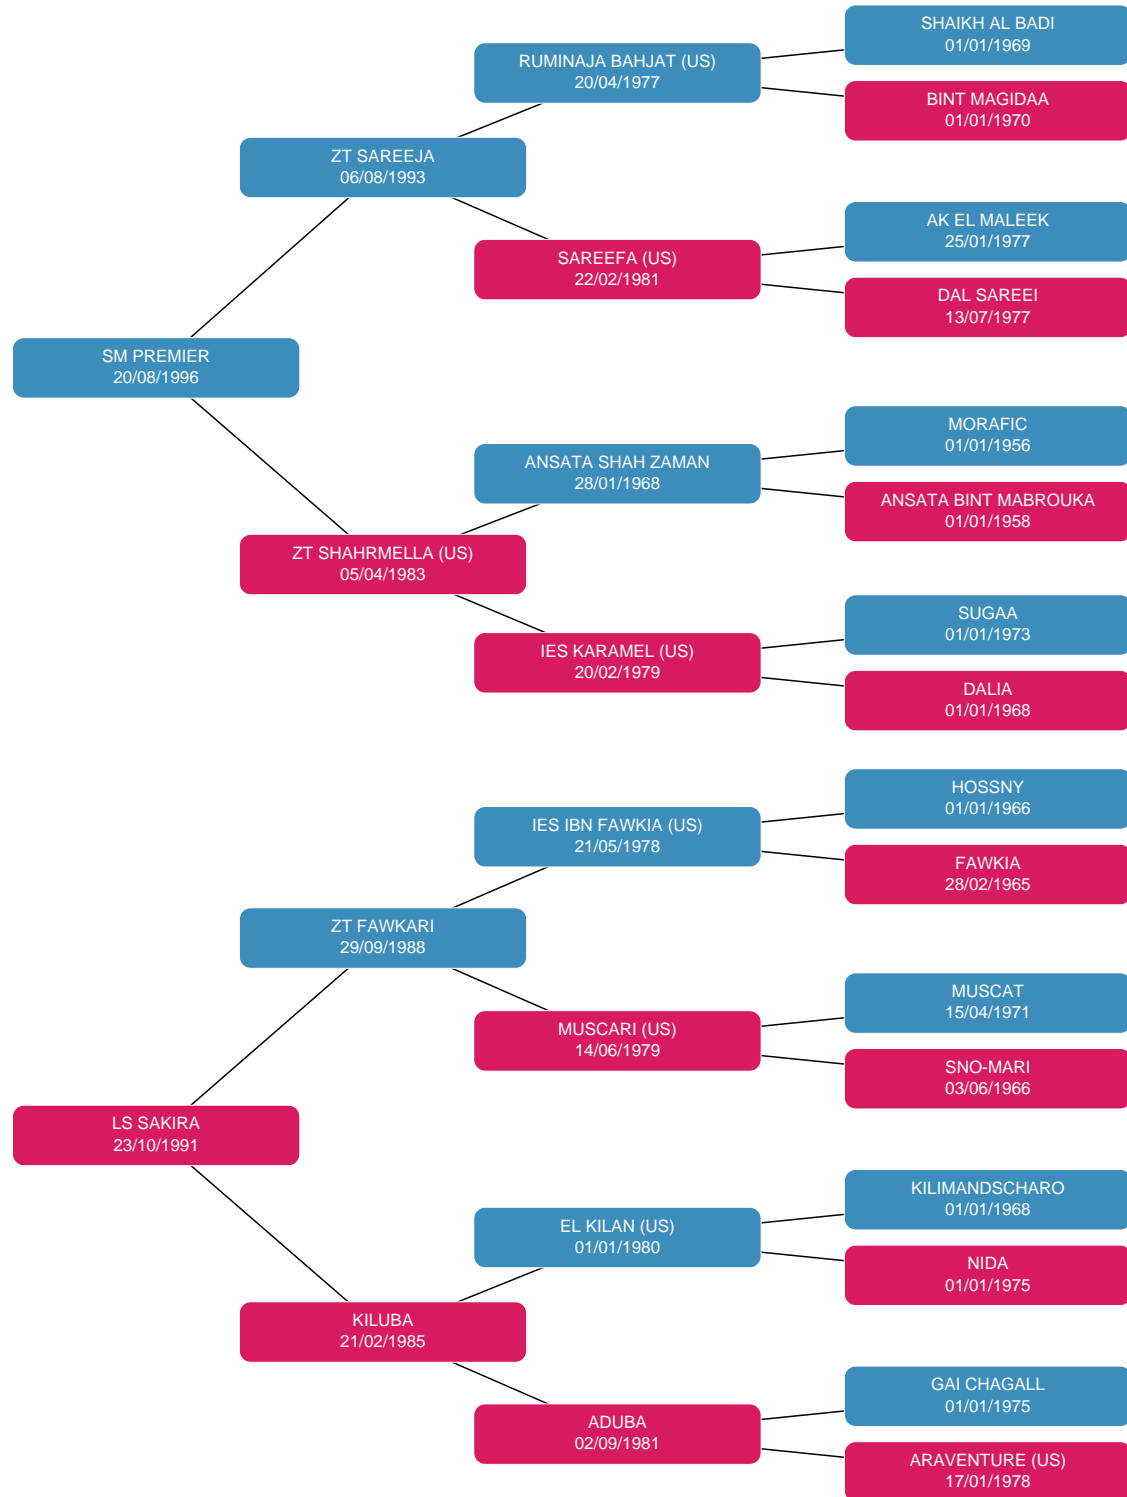 SHAIKH AL BADI
01/01/1969
RUMINAJA BAHJAT (US)
20/04/1977
BINT MAGIDAA
01/01/1970
ZT SAREEJA
06/08/1993
AK EL MALEEK
25/01/1977
SAREEFA (US)
22/02/1981
DAL SAREEI
13/07/1977
SM PREMIER
20/08/1996
MORAFIC
01/01/1956
ANSATA SHAH ZAMAN
28/01/1968
ANSATA BINT MABROUKA
01/01/1958
ZT SHAHRMELLA (US)
05/04/1983
SUGAA
01/01/1973
IES KARAMEL (US)
20/02/1979
DALIA
01/01/1968
HOSSNY
01/01/1966
IES IBN FAWKIA (US)
21/05/1978
FAWKIA
28/02/1965
ZT FAWKARI
29/09/1988
MUSCAT
15/04/1971
MUSCARI (US)
14/06/1979
SNO-MARI
03/06/1966
LS SAKIRA
23/10/1991
KILIMANDSCHARO
01/01/1968
EL KILAN (US)
01/01/1980
NIDA
01/01/1975
KILUBA
21/02/1985
GAI CHAGALL
01/01/1975
ADUBA
02/09/1981
ARAVENTURE (US)
17/01/1978